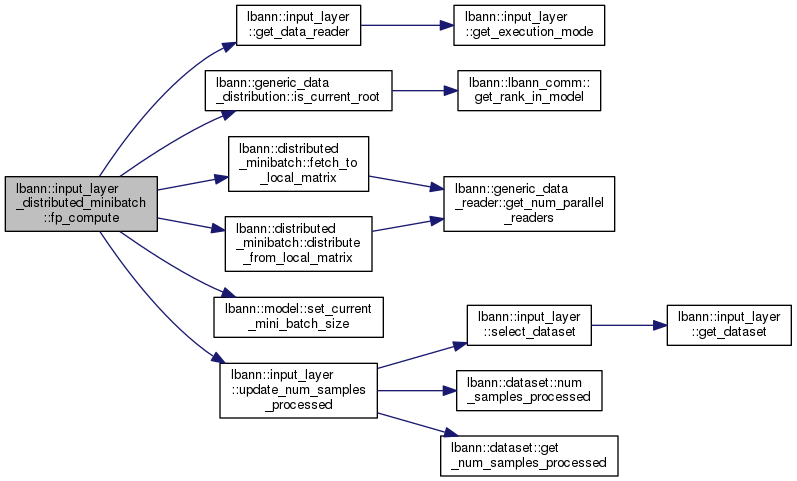 lbann::input_layer
_distributed_minibatch
::fp_compute
lbann::input_layer
::get_data_reader
lbann::input_layer
::get_execution_mode
lbann::generic_data
_distribution::is_current_root
lbann::lbann_comm::
get_rank_in_model
lbann::distributed
_minibatch::fetch_to
_local_matrix
lbann::distributed
_minibatch::distribute
_from_local_matrix
lbann::generic_data
_reader::get_num_parallel
_readers
lbann::model::set_current
_mini_batch_size
lbann::input_layer
::update_num_samples
_processed
lbann::input_layer
::select_dataset
lbann::input_layer
::get_dataset
lbann::dataset::num
_samples_processed
lbann::dataset::get
_num_samples_processed